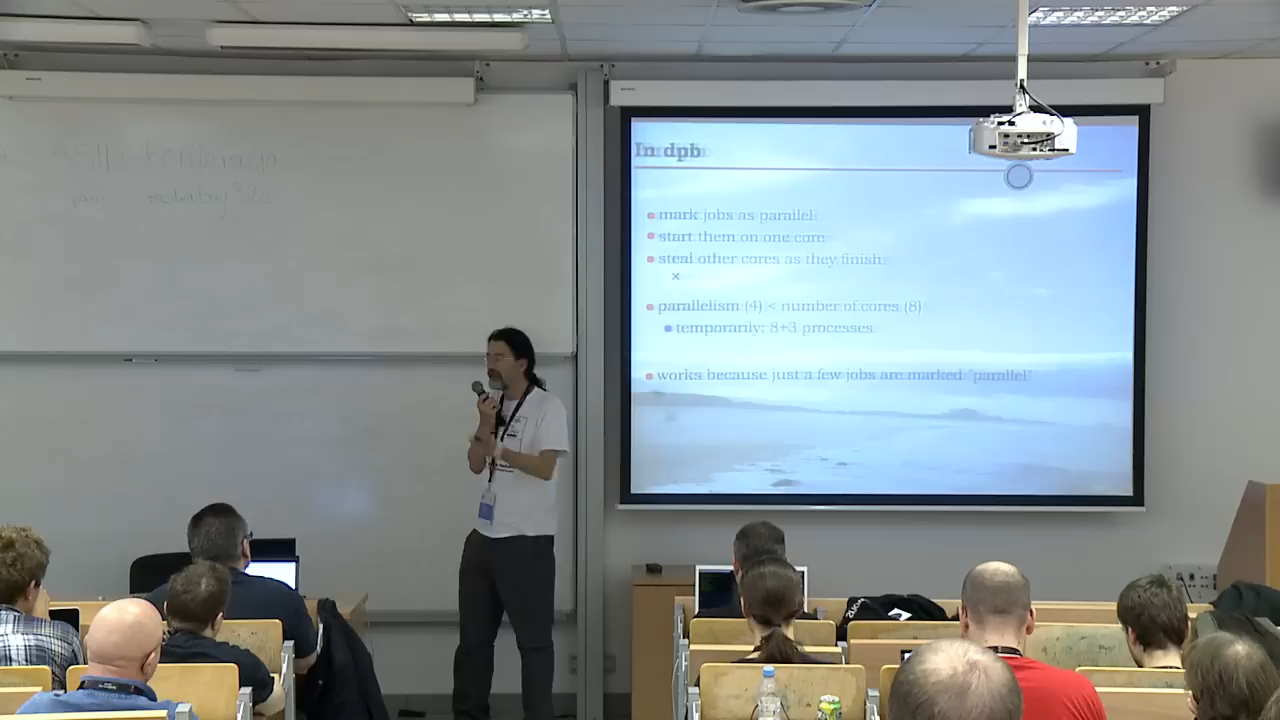 In dpb
mark jobs as parallel
start them on one core
steal other cores as they finish
×
parallelism (4) < number of cores (8)
temporarily: 8+3 processes
works because just a few jobs are marked "parallel"